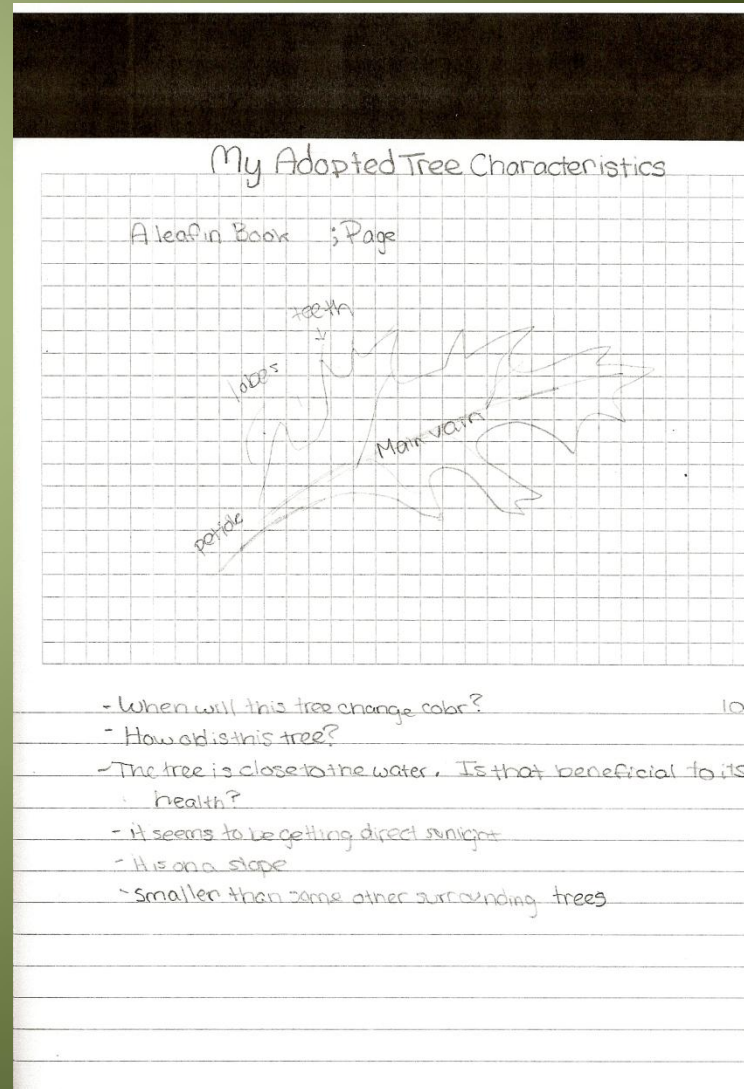 My Adopted Tree Characteristics
A leaf in Book ; Page
teeth
lobes
Main vain
petiole
- When will this tree change color?
10
- How old is this tree?
- The tree is close to the water. Is that beneficial to its
health?
- it seems to be getting direct sunlight
- It is on a slope
- Smaller than some other surrounding trees